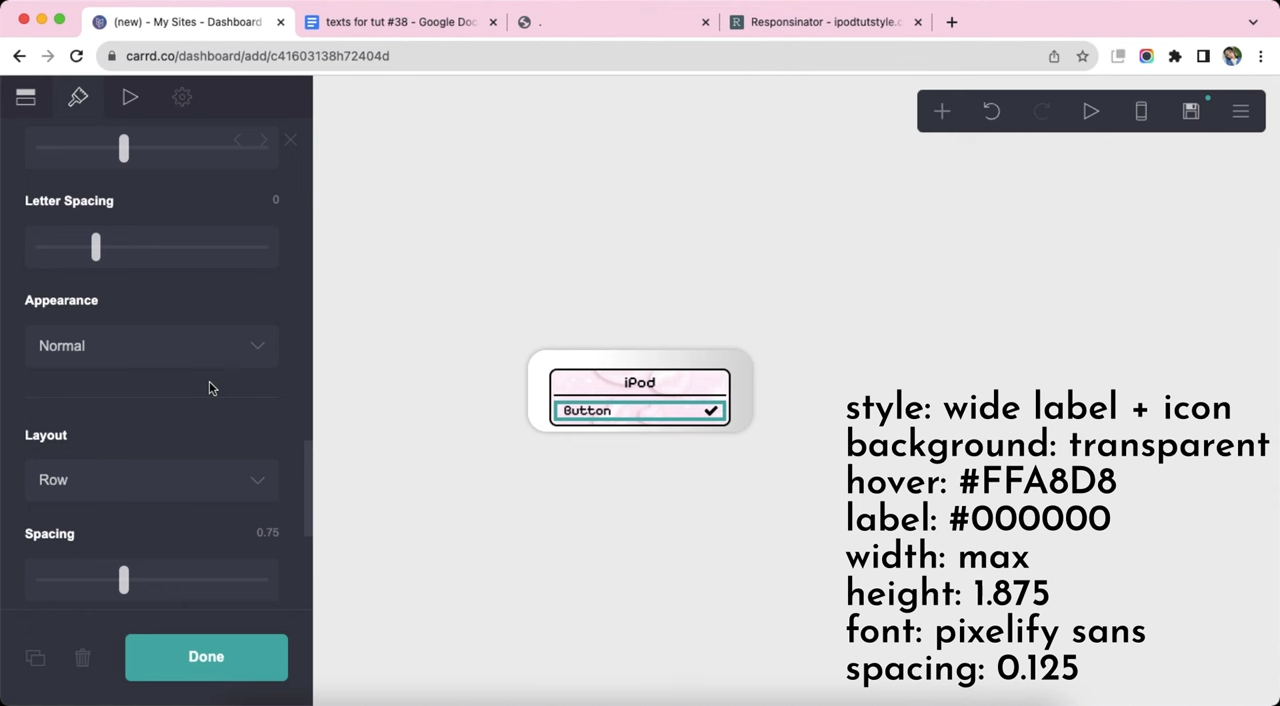 (new) - My Sites - Dashboard
texts for tut #38 - Google Doc
.
Responsinator - ipodtutstyle.c
carrd.co/dashboard/add/c41603138h72404d
Letter Spacing
0
Appearance
Normal
Layout
Row
Spacing
0.75
Done
iPod
Button
style: wide label + icon
background: transparent
hover: #FFA8D8
label: #000000
width: max
height: 1.875
font: pixelify sans
spacing: 0.125